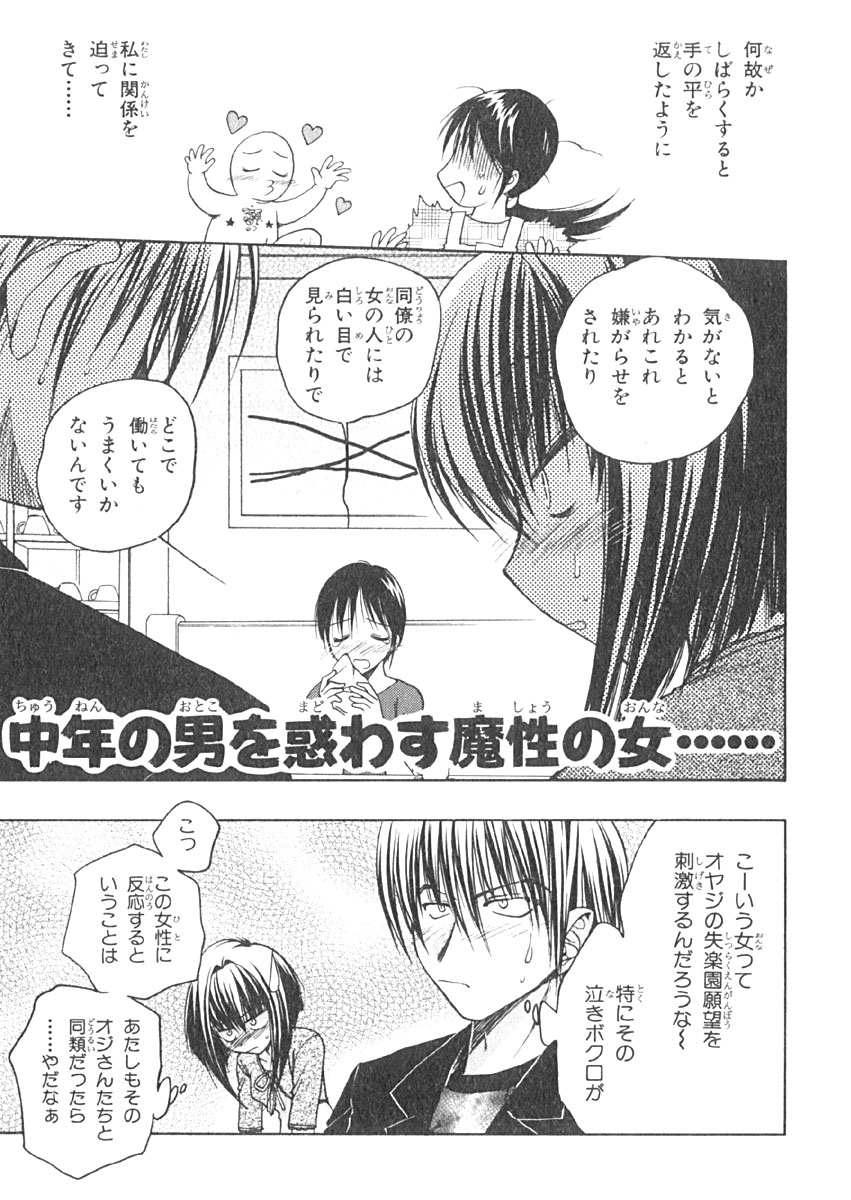 何故か
しばらくすると
手の平を
返したように
私に関係を
迫って
きて……
気がないと
わかると
あれこれ
嫌がらせを
されたり
同僚の
女の人には
白い目で
見られたりで
どこで
働いても
うまくいか
ないんです
中年の男を惑わす魔性の女……
こーいう女って
オヤジの失楽園願望を
刺激するんだろうな〜
特にその
泣きボクロが
こっ
この女性に
反応すると
いうことは
あたしもその
オジさんたちと
同類だったら
……やだなぁ